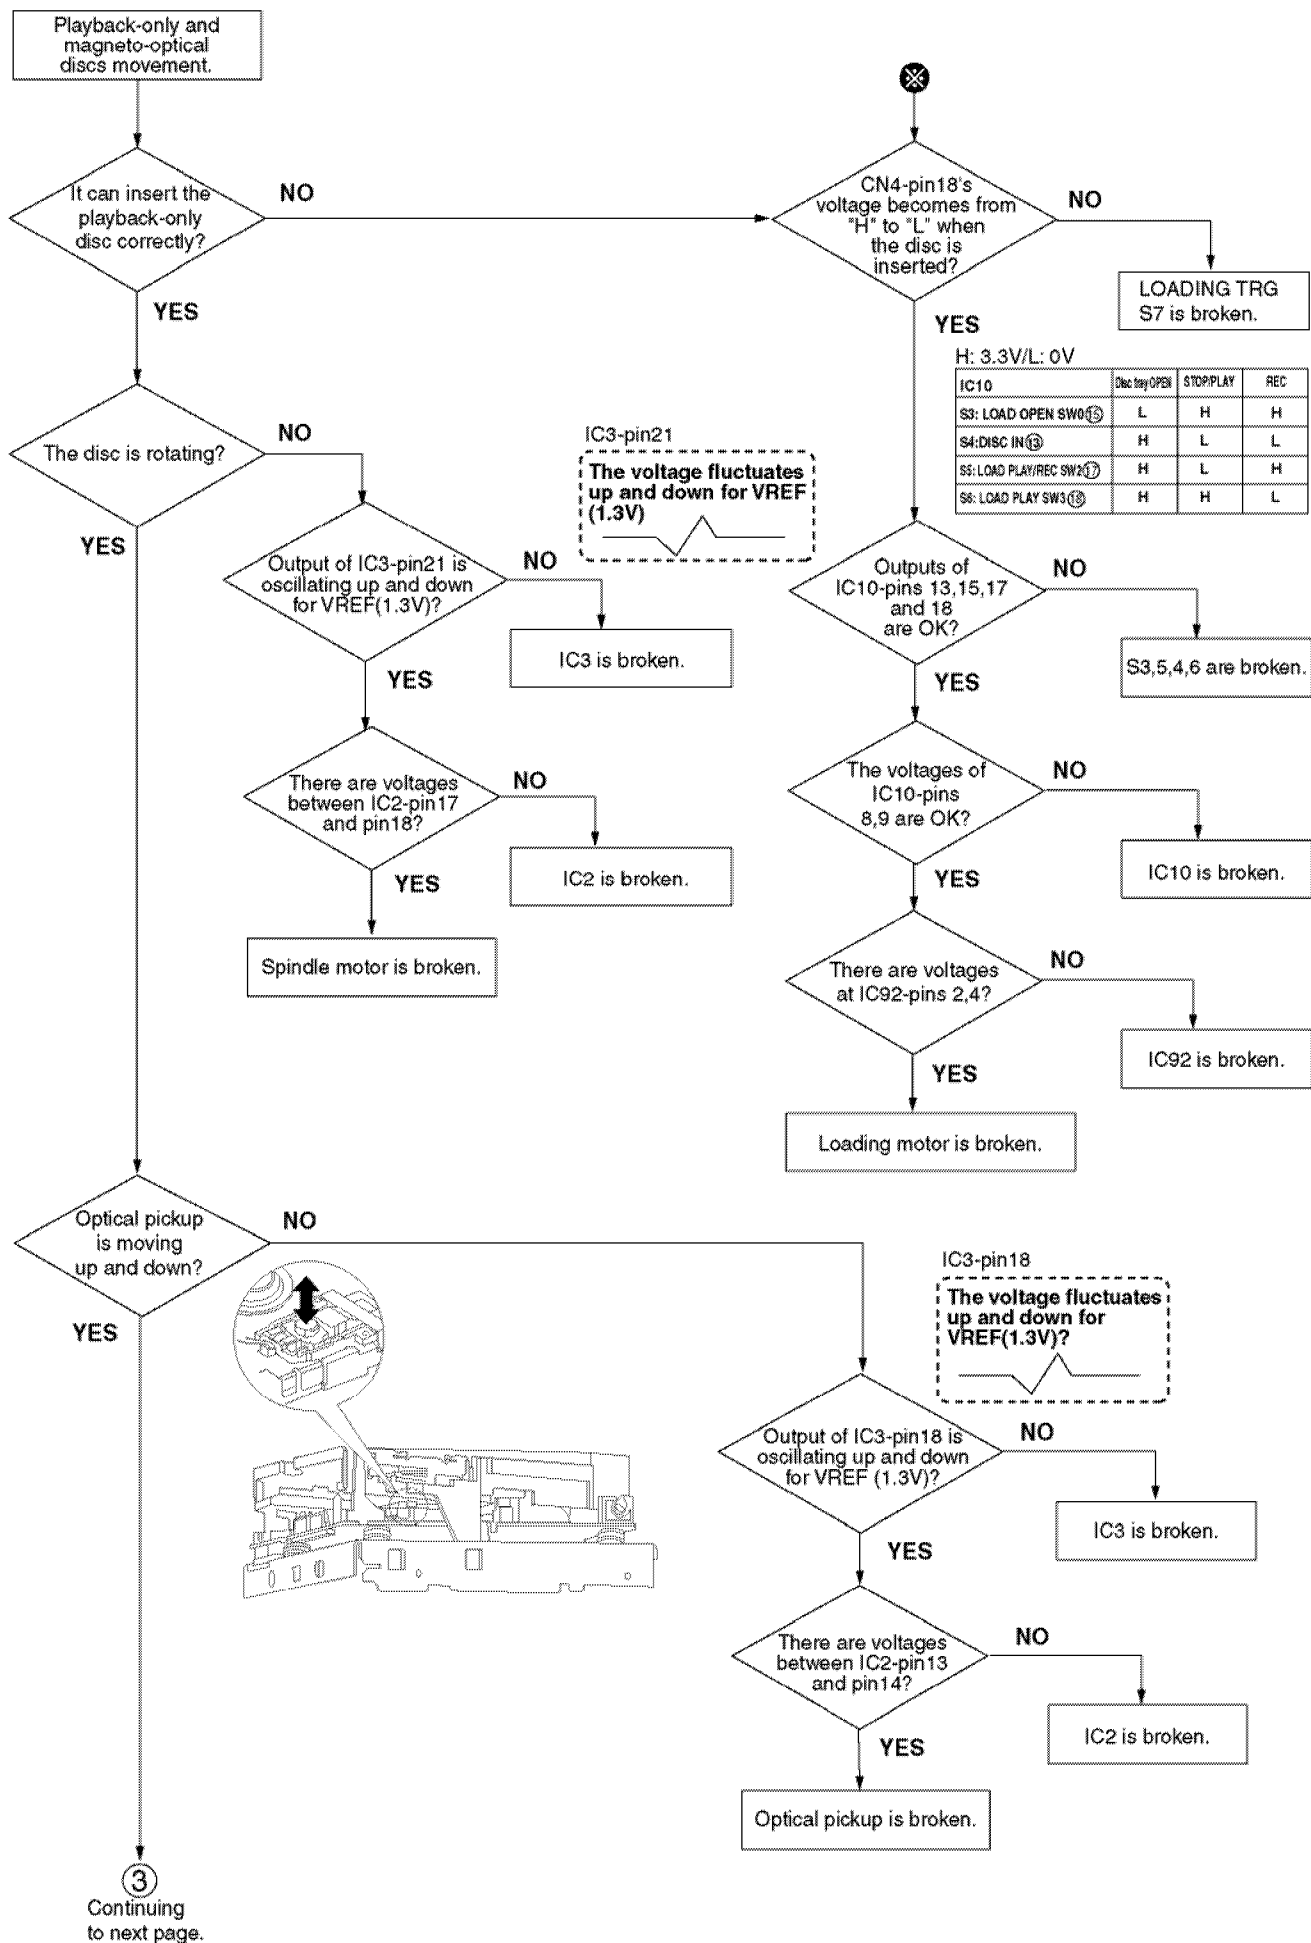 Playback-only and
magneto-optical
discs movement.
※
It can insert the
playback-only
disc correctly?
NO
YES
CN4-pin18's
voltage becomes from
"H" to "L" when
the disc is
inserted?
NO
YES
LOADING TRG
S7 is broken.
H: 3.3V/L: 0V
IC10 Disc tray OPEN STOP/PLAY REC
S3: LOAD OPEN SW0⑮ L H H
S4:DISC IN⑬ H L L
S5: LOAD PLAY/REC SW2⑰ H L H
S6: LOAD PLAY SW3⑱ H H L
The disc is rotating?
NO
YES
IC3-pin21
The voltage fluctuates
up and down for VREF
(1.3V)
Output of IC3-pin21 is
oscillating up and down
for VREF(1.3V)?
NO
YES
IC3 is broken.
Outputs of
IC10-pins 13,15,17
and 18
are OK?
NO
YES
S3,5,4,6 are broken.
There are voltages
between IC2-pin17
and pin18?
NO
YES
IC2 is broken.
Spindle motor is broken.
The voltages of
IC10-pins
8,9 are OK?
NO
YES
IC10 is broken.
There are voltages
at IC92-pins 2,4?
NO
YES
IC92 is broken.
Loading motor is broken.
Optical pickup
is moving
up and down?
NO
YES
IC3-pin18
The voltage fluctuates
up and down for
VREF(1.3V)?
Output of IC3-pin18 is
oscillating up and down
for VREF (1.3V)?
NO
YES
IC3 is broken.
There are voltages
between IC2-pin13
and pin14?
NO
YES
IC2 is broken.
Optical pickup is broken.
③
Continuing
to next page.